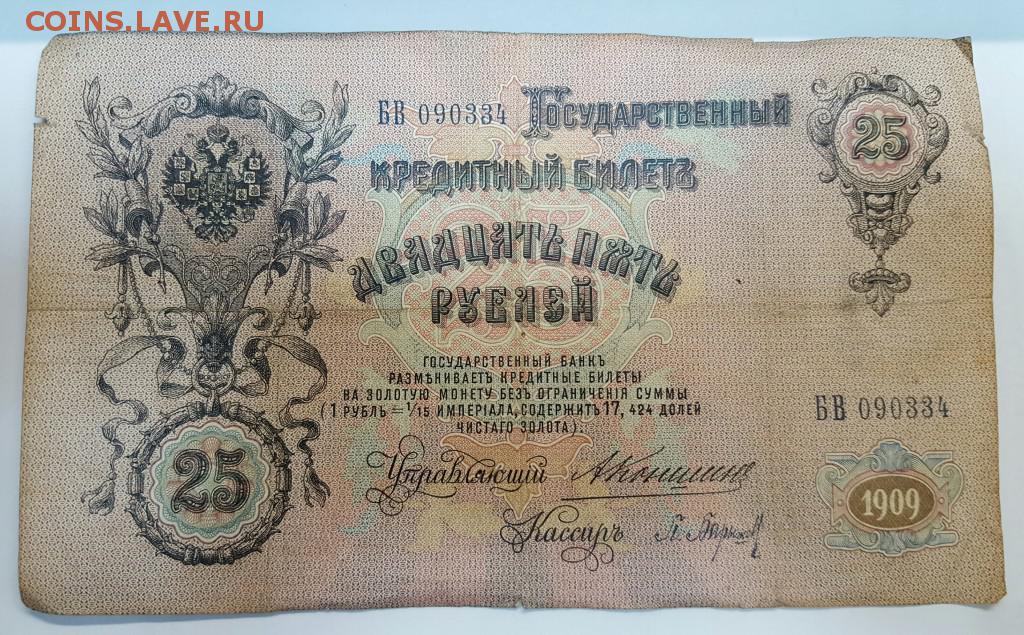 COINS.LAVE.RU
БВ 090334 ГОСУДАРСТВЕННЫЙ
КРЕДИТНЫЙ БИЛЕТЪ
ДВАДЦАТЬ ПЯТЬ
РУБЛЕЙ
25
ГОСУДАРСТВЕННЫЙ БАНКЪ
РАЗМѢНИВАЕТЪ КРЕДИТНЫЕ БИЛЕТЫ
НА ЗОЛОТУЮ МОНЕТУ БЕЗЪ ОГРАНИЧЕНІЯ СУММЫ
(1 РУБЛЬ = 1/15 ИМПЕРІАЛА, СОДЕРЖИТЪ 17, 424 ДОЛЕЙ
ЧИСТАГО ЗОЛОТА).
БВ 090334
25
Управляющій АКоншинъ
1909
Кассиръ